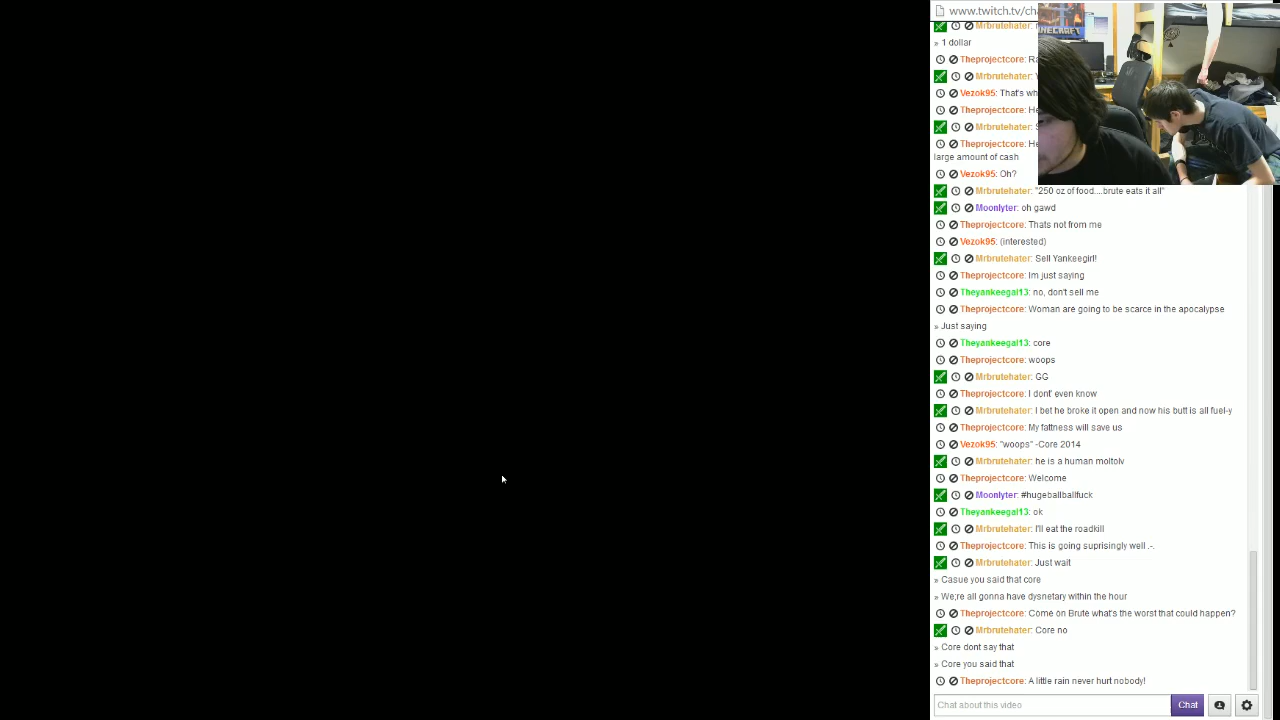 www.twitch.tv/ch
MINECRAFT
Mrbrutehater:
» 1 dollar
Theprojectcore:
Mrbrutehater:
Vezok95: That's
Theprojectcore:
Mrbrutehater:
Theprojectcore:
large amount of cash
Vezok95: Oh?
Mrbrutehater: "250 oz of food....brute eats it all"
Moonlyter: oh gawd
Theprojectcore: Thats not from me
Vezok95: (interested)
Mrbrutehater: Sell Yankeegirl!
Theprojectcore: Im just saying
Theyankeegal13: no, don't sell me
Theprojectcore: Woman are going to be scarce in the apocalypse
» Just saying
Theyankeegal13: core
Theprojectcore: woops
Mrbrutehater: GG
Theprojectcore: I dont' even know
Mrbrutehater: I bet he broke it open and now his butt is all fuel-y
Theprojectcore: My fattness will save us
Vezok95: "woops" -Core 2014
Mrbrutehater: he is a human moltolv
Theprojectcore: Welcome
Moonlyter: #hugeballballfuck
Theyankeegal13: ok
Mrbrutehater: I'll eat the roadkill
Theprojectcore: This is going suprisingly well .-.
Mrbrutehater: Just wait
» Casue you said that core
» We;re all gonna have dysnetary within the hour
Theprojectcore: Come on Brute what's the worst that could happen?
Mrbrutehater: Core no
» Core dont say that
» Core you said that
Theprojectcore: A little rain never hurt nobody!
Chat about this video
Chat